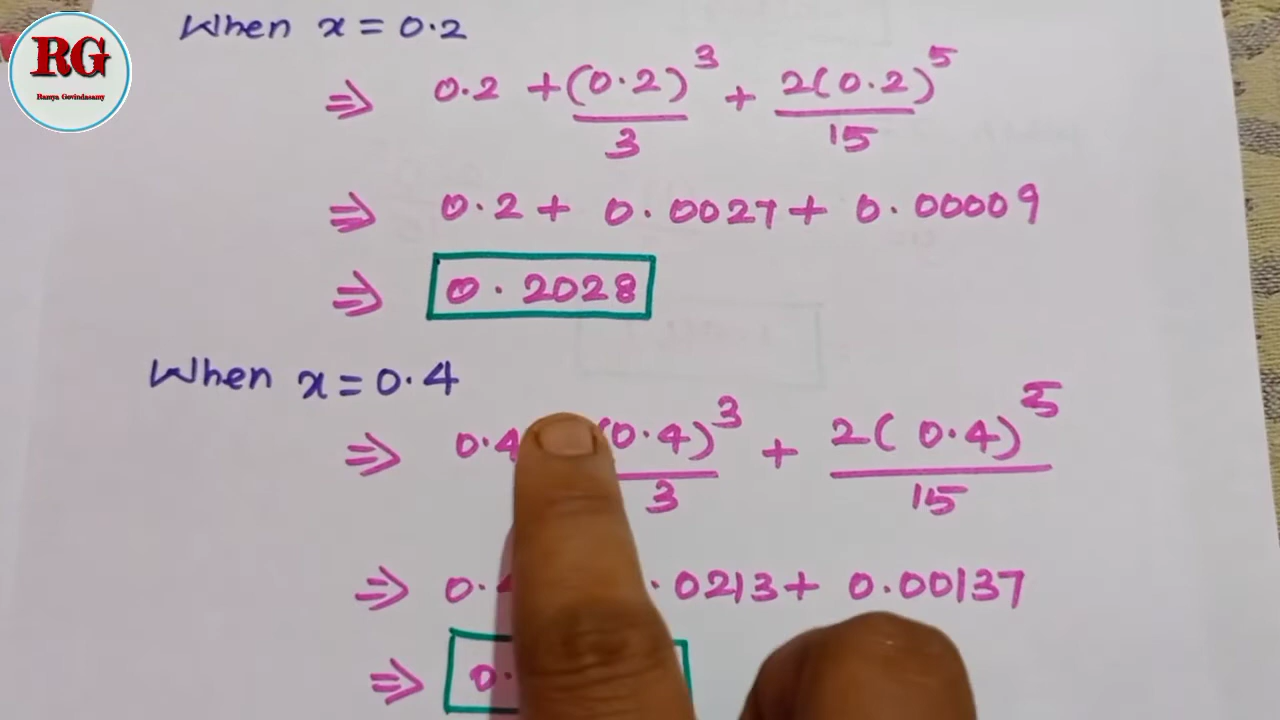 RG
Ramya Govindasamy
When x = 0.2
⇒ 0.2 + (0.2)^3/3 + 2(0.2)^5/15
⇒ 0.2 + 0.0027 + 0.00009
⇒ 0.2028
When x = 0.4
⇒ 0.4 (0.4)^3/3 + 2(0.4)^5/15
⇒ 0. .0213 + 0.00137
⇒ 0.